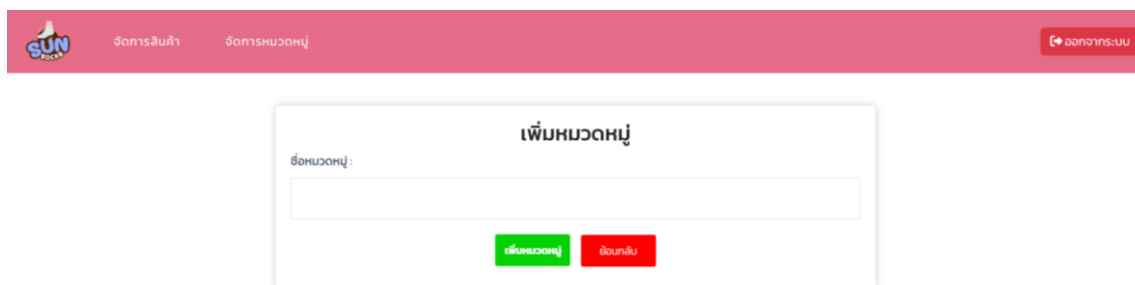 SUN
SOCKS
จัดการสินค้า
จัดการหมวดหมู่
ออกจากระบบ
เพิ่มหมวดหมู่
ชื่อหมวดหมู่ :
เพิ่มหมวดหมู่
ย้อนกลับ